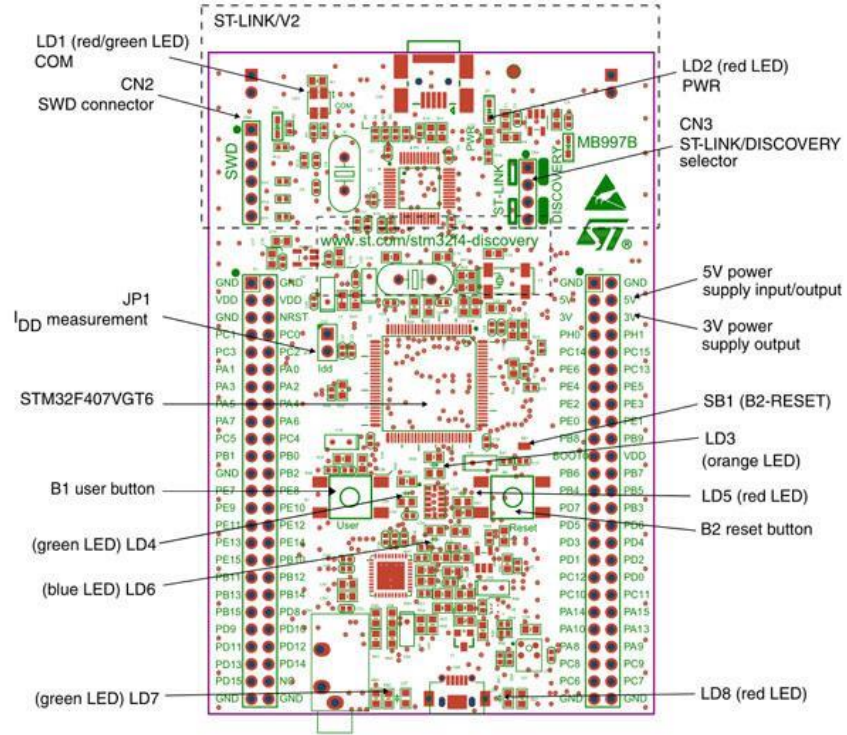 ST-LINK/V2
LD1 (red/green LED)
COM
CN2
SWD connector
LD2 (red LED)
PWR
CN3
ST-LINK/DISCOVERY
selector
COM
PWR
MB997B
SWD
ST-LINK
DISCOVERY
www.st.com/stm32f4-discovery
5V power
supply input/output
3V power
supply output
JP1
IDD measurement
Idd
STM32F407VGT6
SB1 (B2-RESET)
LD3
(orange LED)
B1 user button
LD5 (red LED)
B2 reset button
User
Reset
(green LED) LD4
(blue LED) LD6
(green LED) LD7
LD8 (red LED)
GND GND
VDD VDD
GND NRST
PC1 PC0
PC3 PC2
PA1 PA0
PA3 PA2
PA5 PA4
PA7 PA6
PC5 PC4
PB1 PB0
GND PB2
PE7 PE8
PE9 PE10
PE11 PE12
PE13 PE14
PE15 PB10
PB11 PB12
PB13 PB14
PB15 PD8
PD9 PD10
PD11 PD12
PD13 PD14
PD15 NC
GND GND
GND GND
5V 5V
3V 3V
PH0 PH1
PC14 PC15
PE6 PC13
PE4 PE5
PE2 PE3
PE0 PE1
PB8 PB9
BOOT0 VDD
PB6 PB7
PB4 PB5
PD7 PB3
PD5 PD6
PD3 PD4
PD1 PD2
PC12 PD0
PC10 PC11
PA14 PA15
PA10 PA13
PA8 PA9
PC8 PC9
PC6 PC7
GND GND